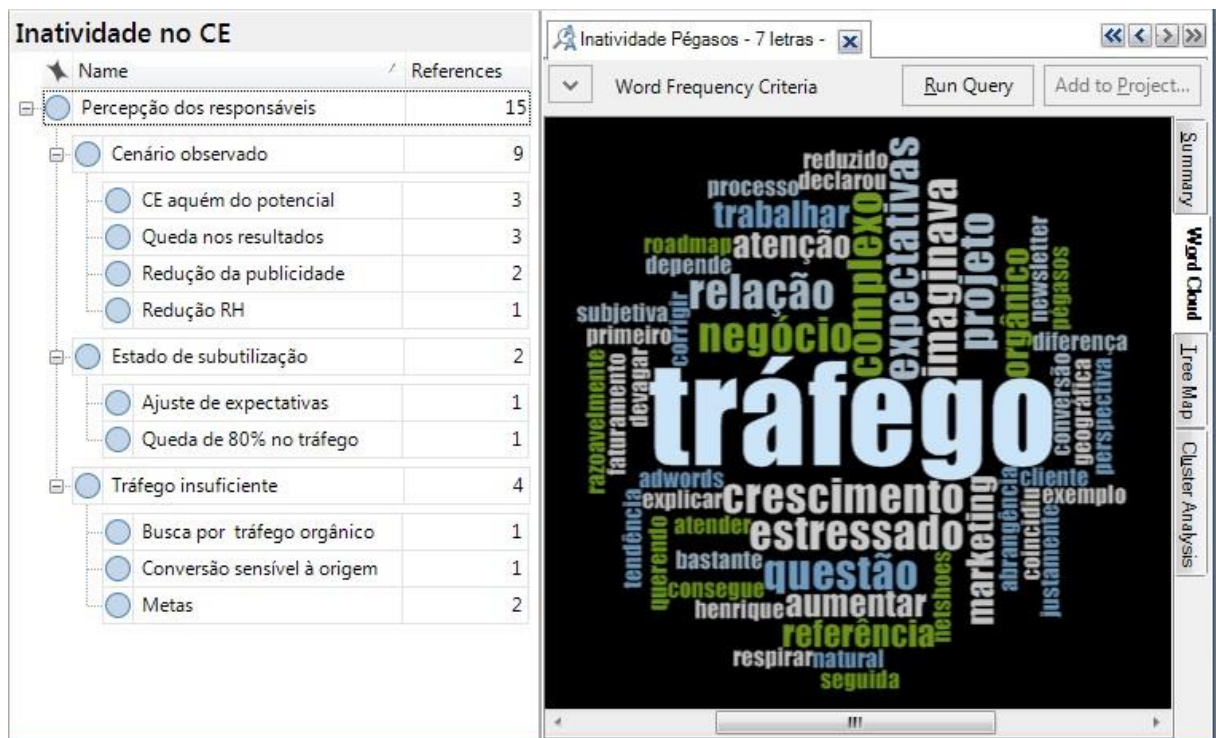 Inatividade no CE
Name References
Percepção dos responsáveis 15
Cenário observado 9
CE aquém do potencial 3
Queda nos resultados 3
Redução da publicidade 2
Redução RH 1
Estado de subutilização 2
Ajuste de expectativas 1
Queda de 80% no tráfego 1
Tráfego insuficiente 4
Busca por tráfego orgânico 1
Conversão sensível à origem 1
Metas 2
Inatividade Pégasos - 7 letras -
Word Frequency Criteria Run Query Add to Project...
reduzido
processo
declarou
trabalhar
roadmap
atenção
depende
relação
subjetiva
primeiro
corrigir
negócio
complexo
expectativas
imaginava
projeto
orgânico
newsletter
pegasos
diferença
razoavelmente
faturamento
devagar
tráfego
conversão
geográfica
perspectiva
adwords
explicar
crescimento
tendência
querendo
atender
estressado
bastante
consegue
questão
henrique
aumentar
netshoes
marketing
abrangência
cliente
coincidiu
exemplo
justamente
referência
respirar
natural
seguida
Summary
Word Cloud
Tree Map
Cluster Analysis